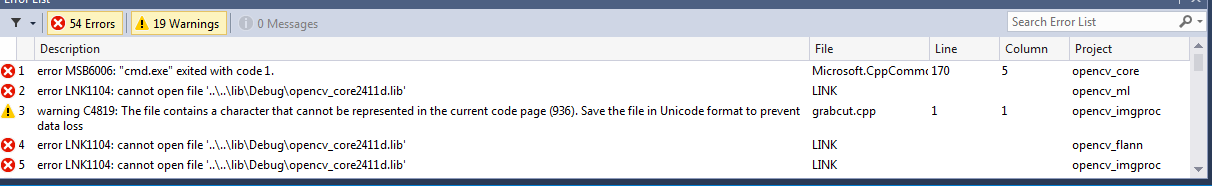 Error List
54 Errors 19 Warnings 0 Messages Search Error List
Description File Line Column Project
1 error MSB6006: "cmd.exe" exited with code 1. Microsoft.CppComm 170 5 opencv_core
2 error LNK1104: cannot open file '..\..\lib\Debug\opencv_core2411d.lib' LINK opencv_ml
3 warning C4819: The file contains a character that cannot be represented in the current code page (936). Save the file in Unicode format to prevent grabcut.cpp 1 1 opencv_imgproc
data loss
4 error LNK1104: cannot open file '..\..\lib\Debug\opencv_core2411d.lib' LINK opencv_flann
5 error LNK1104: cannot open file '..\..\lib\Debug\opencv_core2411d.lib' LINK opencv_imgproc